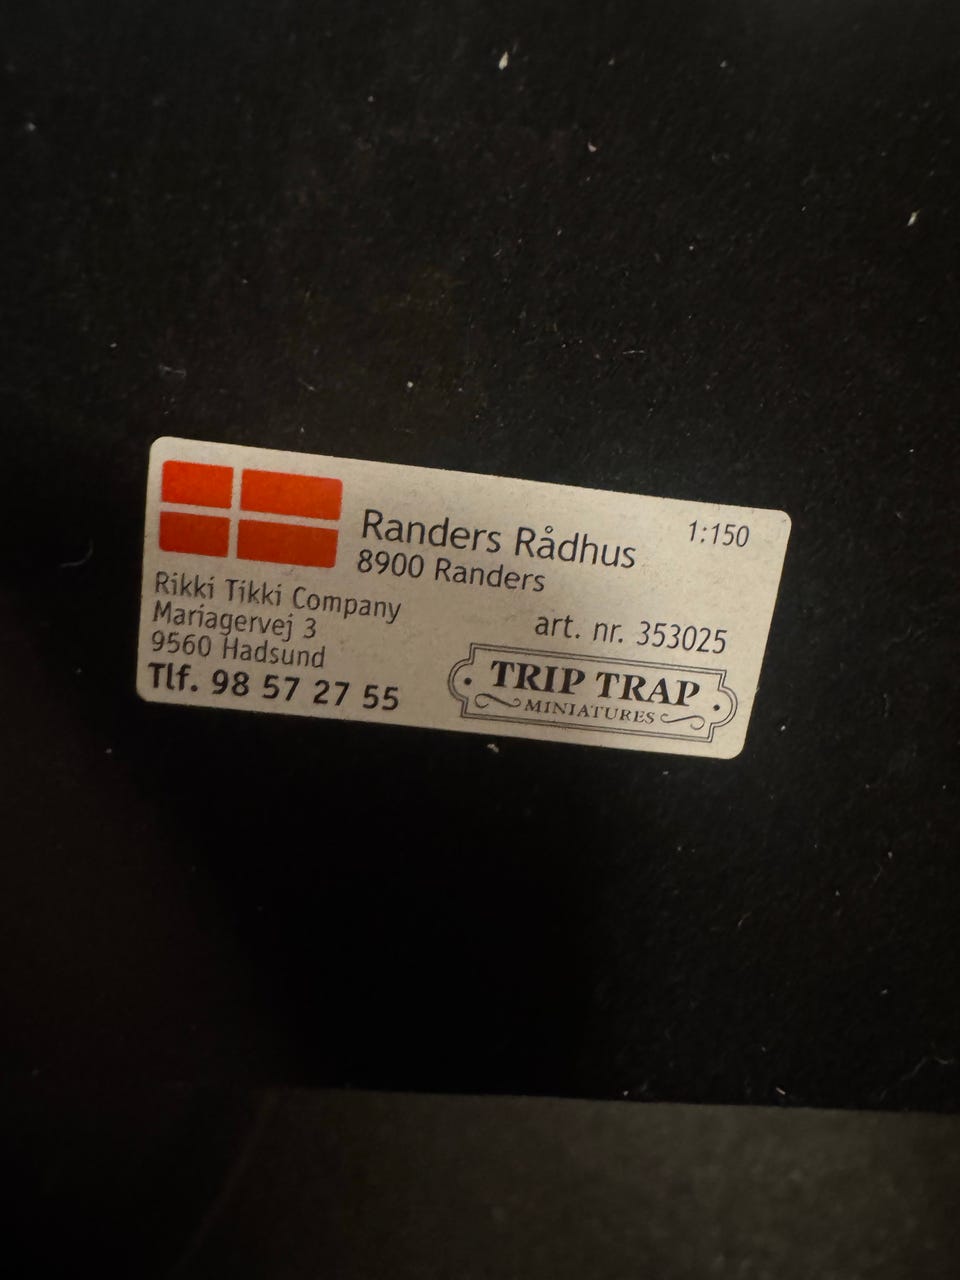 Randers Rådhus
1:150
8900 Randers
Rikki Tikki Company
Mariagervej 3
9560 Hadsund
Tlf. 98 57 27 55
art. nr. 353025
TRIP TRAP
MINIATURES